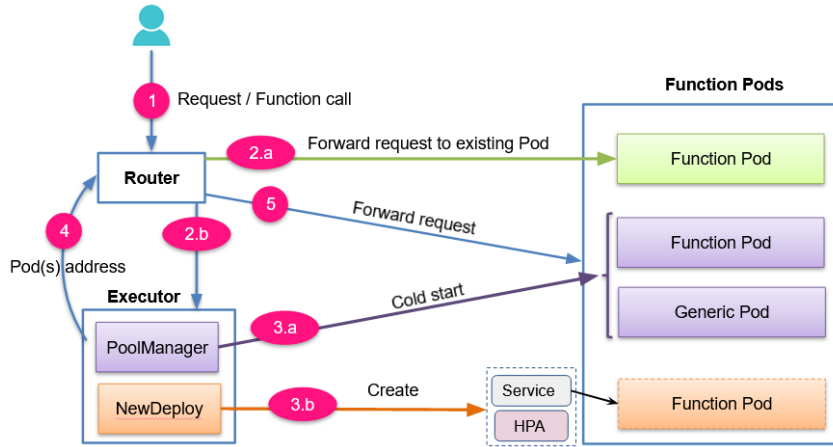 1
Request / Function call
Function Pods
2.a
Forward request to existing Pod
Function Pod
Router
5
Forward request
4
2.b
Function Pod
Pod(s) address
Executor
Cold start
3.a
Generic Pod
PoolManager
3.b
Create
Service
NewDeploy
Function Pod
HPA